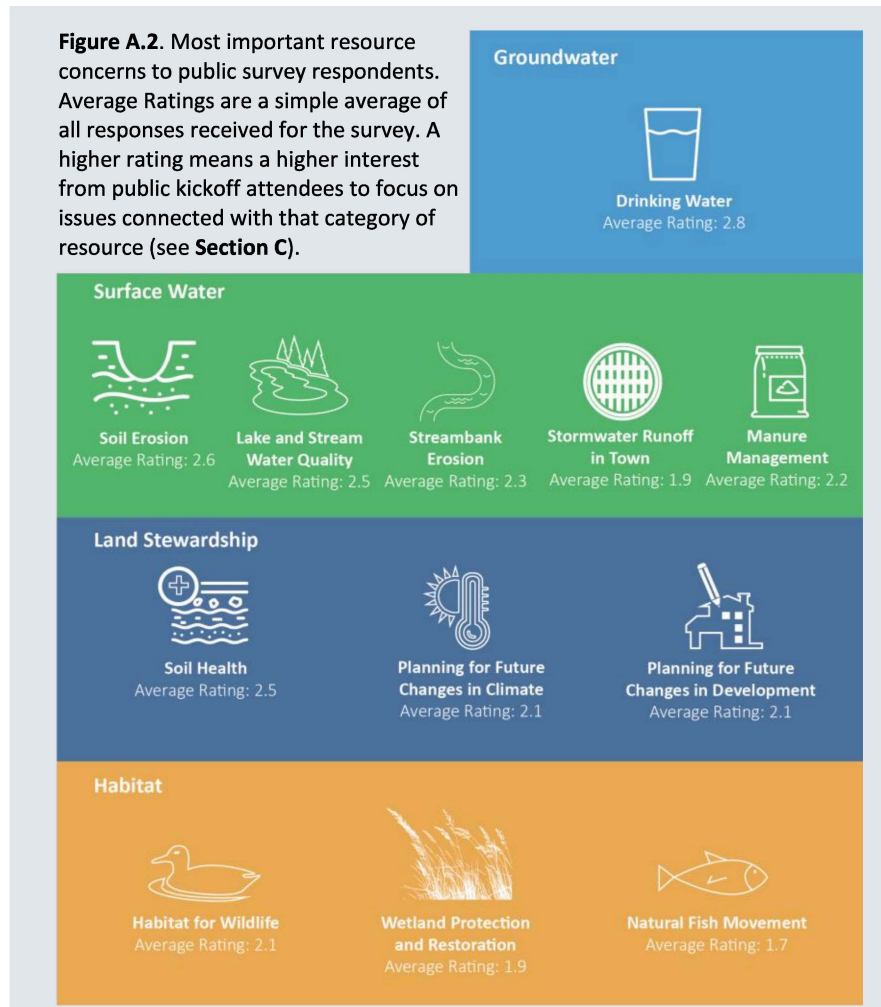 Figure A.2. Most important resource
concerns to public survey respondents.
Average Ratings are a simple average of
all responses received for the survey. A
higher rating means a higher interest
from public kickoff attendees to focus on
issues connected with that category of
resource (see Section C).
Groundwater
Drinking Water
Average Rating: 2.8
Surface Water
Soil Erosion
Average Rating: 2.6
Lake and Stream
Water Quality
Average Rating: 2.5
Streambank
Erosion
Average Rating: 2.3
Stormwater Runoff
in Town
Average Rating: 1.9
Manure
Management
Average Rating: 2.2
Land Stewardship
Soil Health
Average Rating: 2.5
Planning for Future
Changes in Climate
Average Rating: 2.1
Planning for Future
Changes in Development
Average Rating: 2.1
Habitat
Habitat for Wildlife
Average Rating: 2.1
Wetland Protection
and Restoration
Average Rating: 1.9
Natural Fish Movement
Average Rating: 1.7